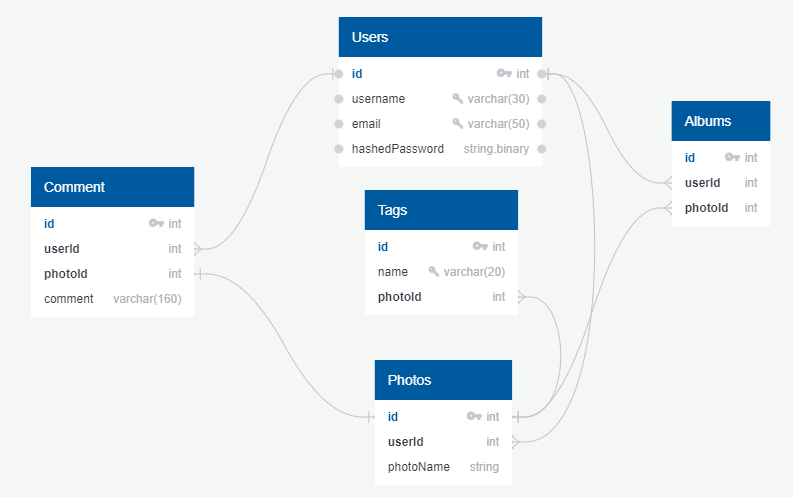 Users
id int
username varchar(30)
email varchar(50)
hashedPassword string.binary
Albums
id int
userId int
photoId int
Comment
id int
userId int
photoId int
comment varchar(160)
Tags
id int
name varchar(20)
photoId int
Photos
id int
userId int
photoName string